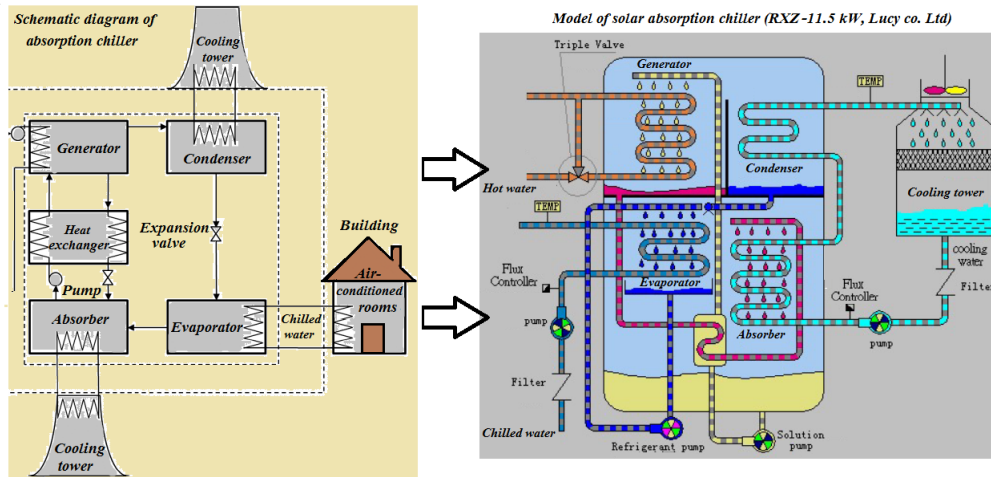 Schematic diagram of
absorption chiller
Cooling
tower
Generator
Condenser
Heat
exchanger
Expansion
valve
Pump
Absorber
Evaporator
Chilled
water
Building
Air-
conditioned
rooms
Cooling
tower
Model of solar absorption chiller (RXZ-11.5 kW, Lucy co. Ltd)
Triple Valve
Generator
TEMP
Condenser
Hot water
Cooling tower
TEMP
cooling
water
Filter
Flux
Controller
Evaporator
Flux
Controller
pump
Absorber
pump
Filter
Chilled water
Refrigerant pump
Solution
pump